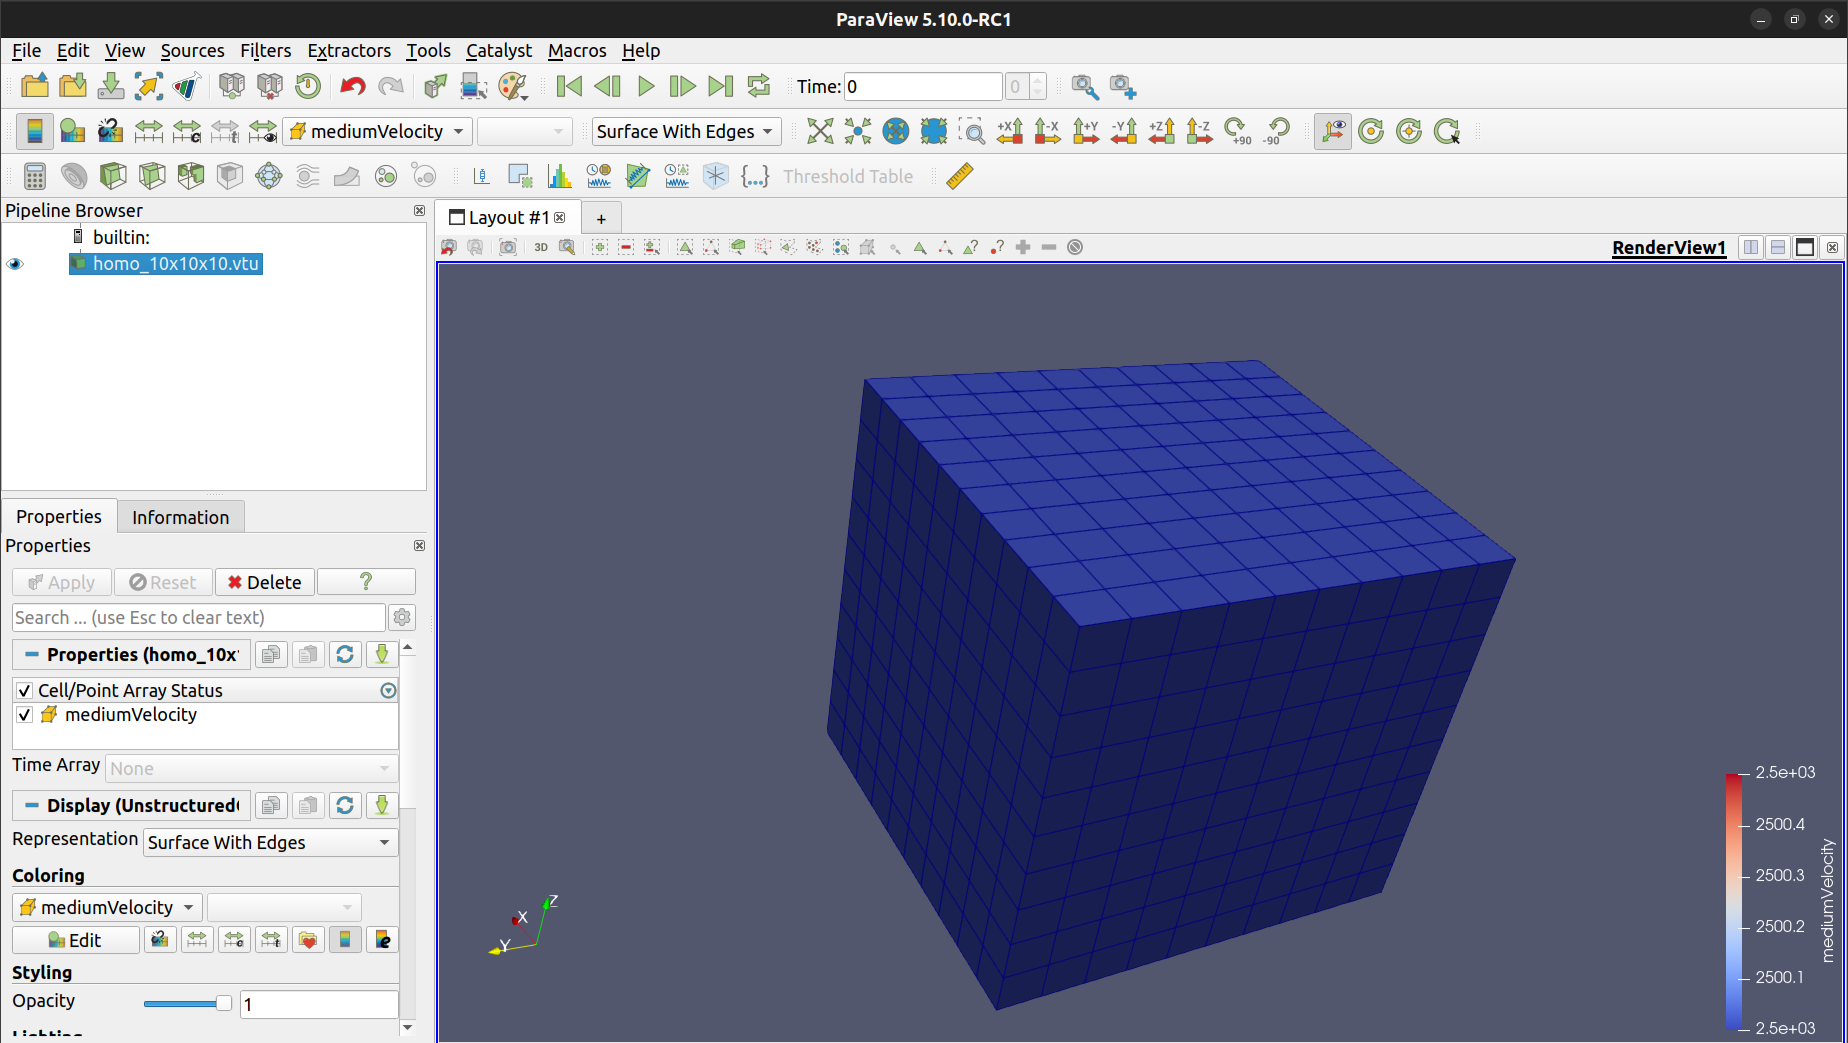 ParaView 5.10.0-RC1
File Edit View Sources Filters Extractors Tools Catalyst Macros Help
Time: 0 0
mediumVelocity Surface With Edges +X -X +Y -Y +Z -Z +90 -90
Threshold Table
Pipeline Browser
Layout #1 +
builtin:
3D RenderView1
homo_10x10x10.vtu
Properties Information
Properties
Apply Reset Delete ?
Search ... (use Esc to clear text)
Properties (homo_10x
Cell/Point Array Status
mediumVelocity
Time Array None
Display (Unstructured
Representation Surface With Edges
Coloring
mediumVelocity
Edit
Styling
Opacity 1
Lighting
X Y Z
2.5e+03
2500.4
2500.3
2500.2
2500.1
2.5e+03
mediumVelocity